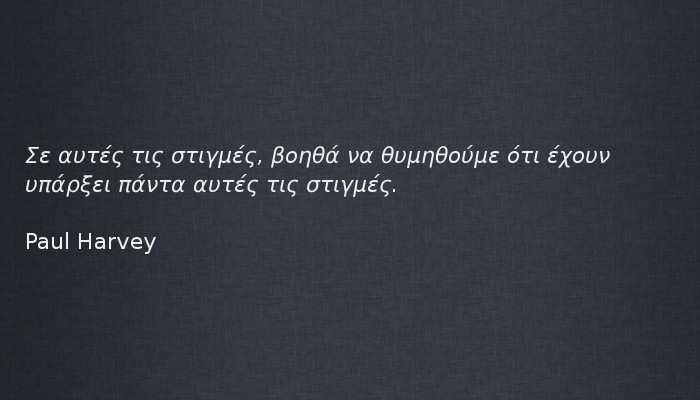 Σε αυτές τις στιγμές, βοηθά να θυμηθούμε ότι έχουν
υπάρξει πάντα αυτές τις στιγμές.
Paul Harvey